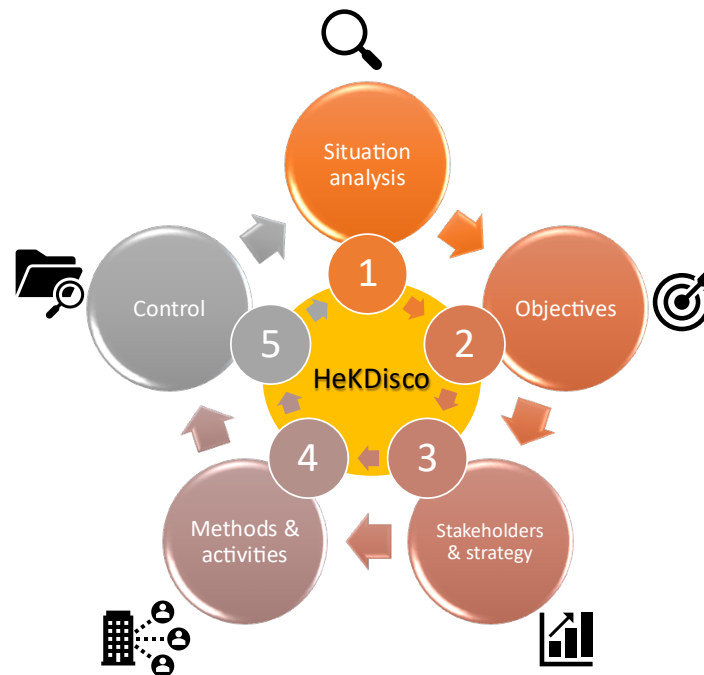 Situation
analysis
1
Objectives
2
Stakeholders
& strategy
3
Methods &
activities
4
Control
5
HeKDisco